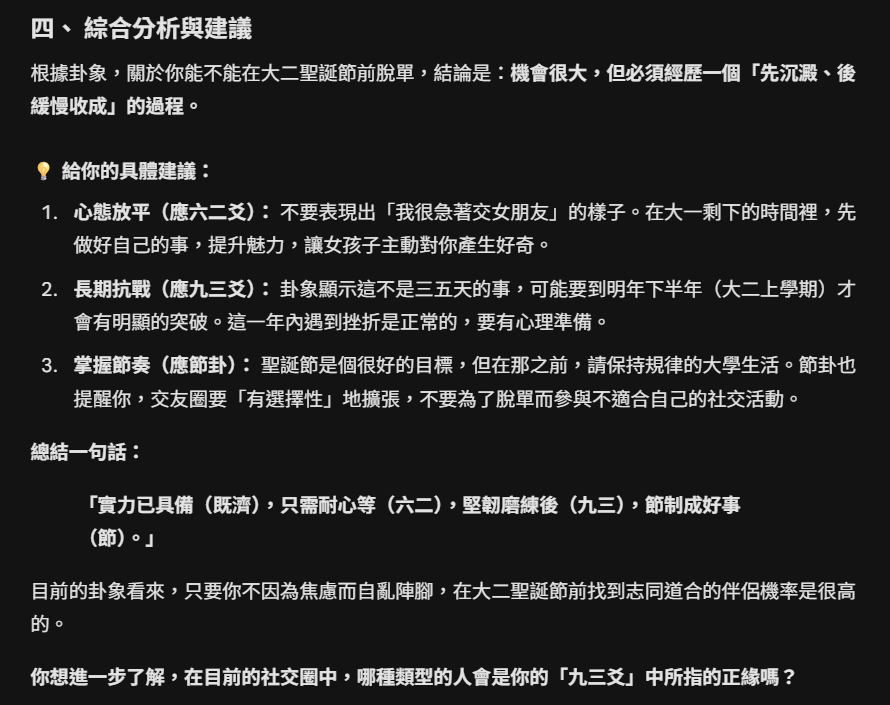 四、 綜合分析與建議
根據卦象，關於你能不能在大二聖誕節前脫單，結論是：機會很大，但必須經歷一個「先沉澱、後
緩慢收成」的過程。
💡 給你的具體建議：
1. 心態放平（應六二爻）： 不要表現出「我很急著交女朋友」的樣子。在大一剩下的時間裡，先
做好自己的事，提升魅力，讓女孩子主動對你產生好奇。
2. 長期抗戰（應九三爻）： 卦象顯示這不是三五天的事，可能要到明年下半年（大二上學期）才
會有明顯的突破。這一年內遇到挫折是正常的，要有心理準備。
3. 掌握節奏（應節卦）： 聖誕節是個很好的目標，但在那之前，請保持規律的大學生活。節卦也
提醒你，交友圈要「有選擇性」地擴張，不要為了脫單而參與不適合自己的社交活動。
總結一句話：
「實力已具備（既濟），只需耐心等（六二），堅韌磨練後（九三），節制成好事
（節）。」
目前的卦象看來，只要你不因為焦慮而自亂陣腳，在大二聖誕節前找到志同道合的伴侶機率是很高
的。
你想進一步了解，在目前的社交圈中，哪種類型的人會是你的「九三爻」中所指的正緣嗎？